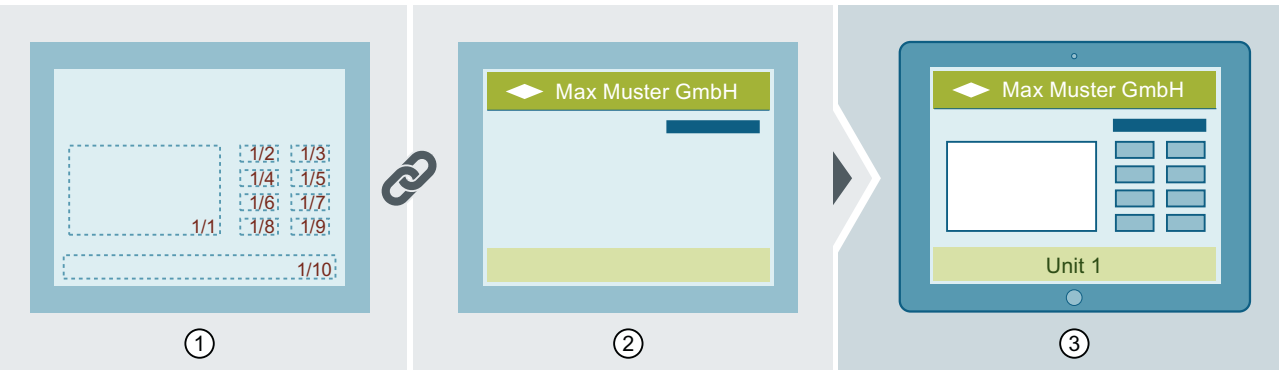 1/2 1/3
1/4 1/5
1/6 1/7
1/1 1/8 1/9
1/10
1
Max Muster GmbH
2
Max Muster GmbH
Unit 1
3